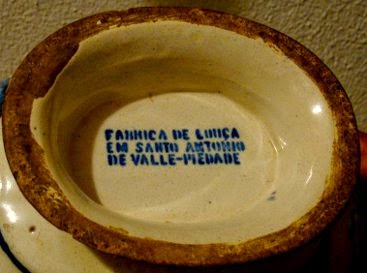 FABRICA DE LOUÇA
EM SANTO ANTONIO
DE VALLE-PIEDADE